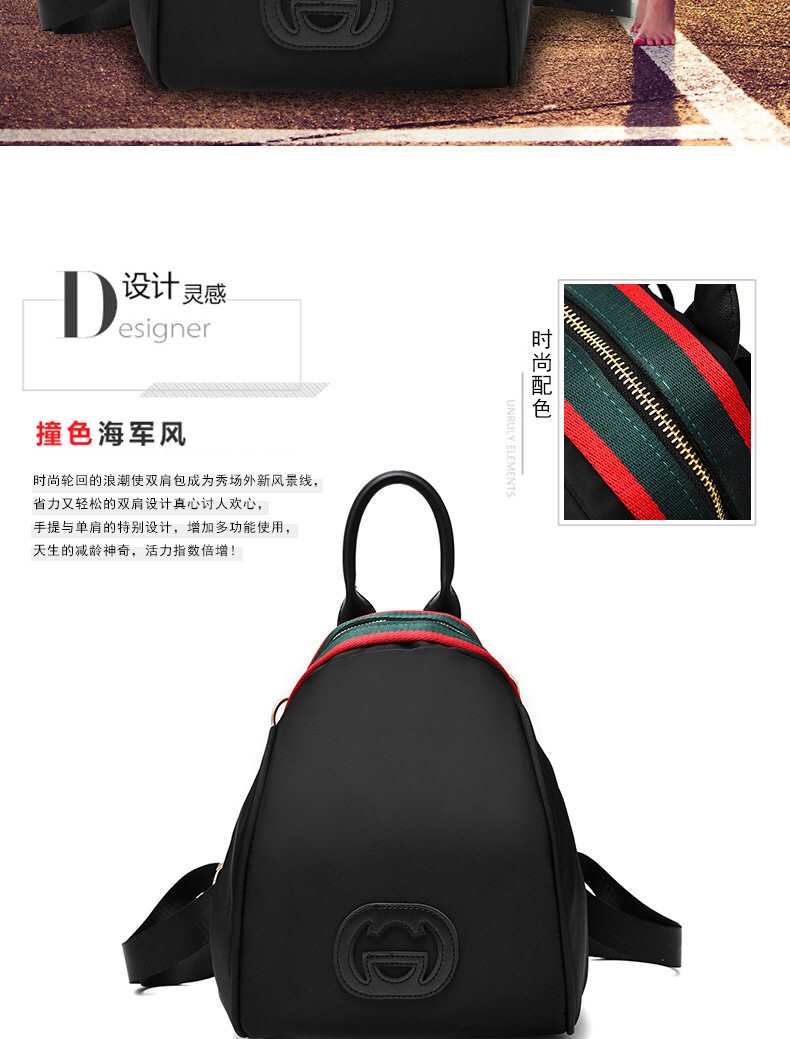 设计灵感
Designer
撞色海军风
时尚轮回的浪潮使双肩包成为秀场外新风景线，
省力又轻松的双肩设计真心讨人欢心，
手提与单肩的特别设计，增加多功能使用，
天生的减龄神奇，活力指数倍增！
时尚配色
UNRULY ELEMENTS